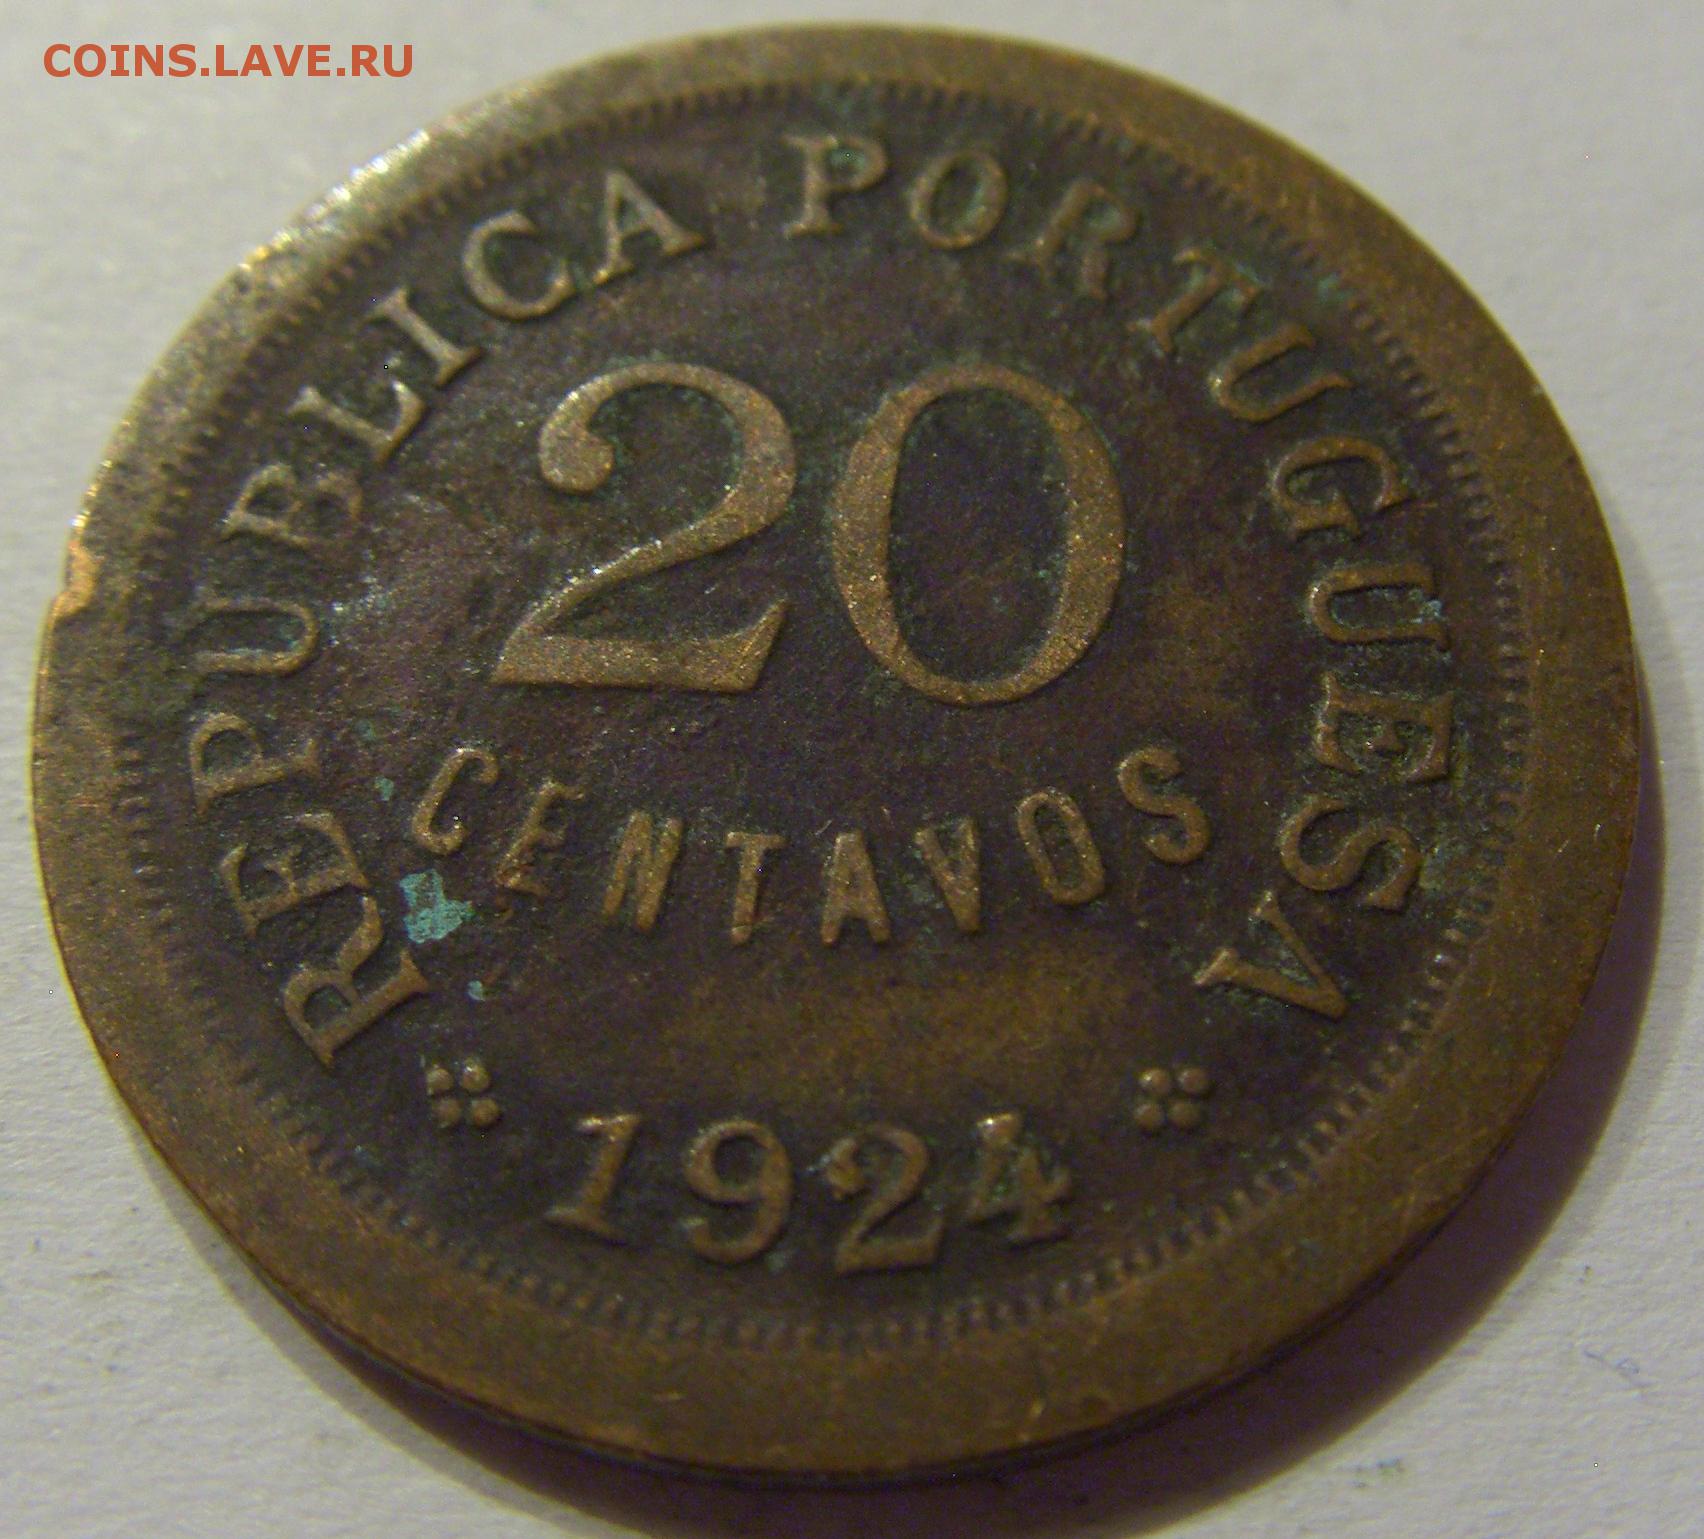 COINS.LAVE.RU
REPUBLICA PORTUGUESA
20
CENTAVOS
1924